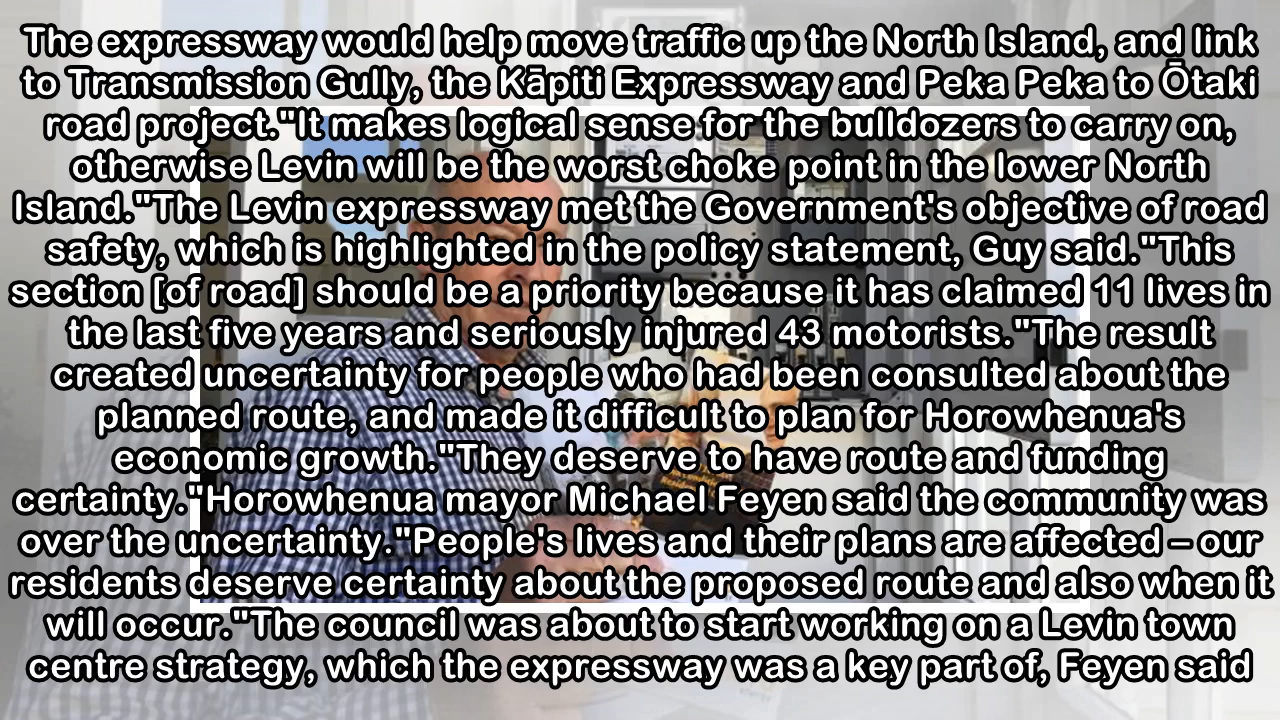 The expressway would help move traffic up the North Island, and link
to Transmission Gully, the Kāpiti Expressway and Peka Peka to Ōtaki
road project."It makes logical sense for the bulldozers to carry on,
otherwise Levin will be the worst choke point in the lower North
Island."The Levin expressway met the Government's objective of road
safety, which is highlighted in the policy statement, Guy said."This
section [of road] should be a priority because it has claimed 11 lives in
the last five years and seriously injured 43 motorists."The result
created uncertainty for people who had been consulted about the
planned route, and made it difficult to plan for Horowhenua's
economic growth."They deserve to have route and funding
certainty."Horowhenua mayor Michael Feyen said the community was
over the uncertainty."People's lives and their plans are affected – our
residents deserve certainty about the proposed route and also when it
will occur."The council was about to start working on a Levin town
centre strategy, which the expressway was a key part of, Feyen said